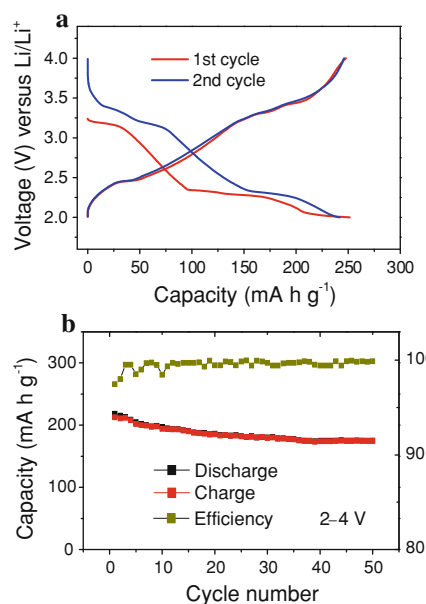 a
4.0
3.5
3.0
2.5
2.0
Voltage (V) versus Li/Li⁺
1st cycle
2nd cycle
0 50 100 150 200 250 300
Capacity (mA h g⁻¹)
b
300
200
100
0
Capacity (mA h g⁻¹)
Discharge
Charge
Efficiency 2–4 V
90
80
0 10 20 30 40 50
Cycle number